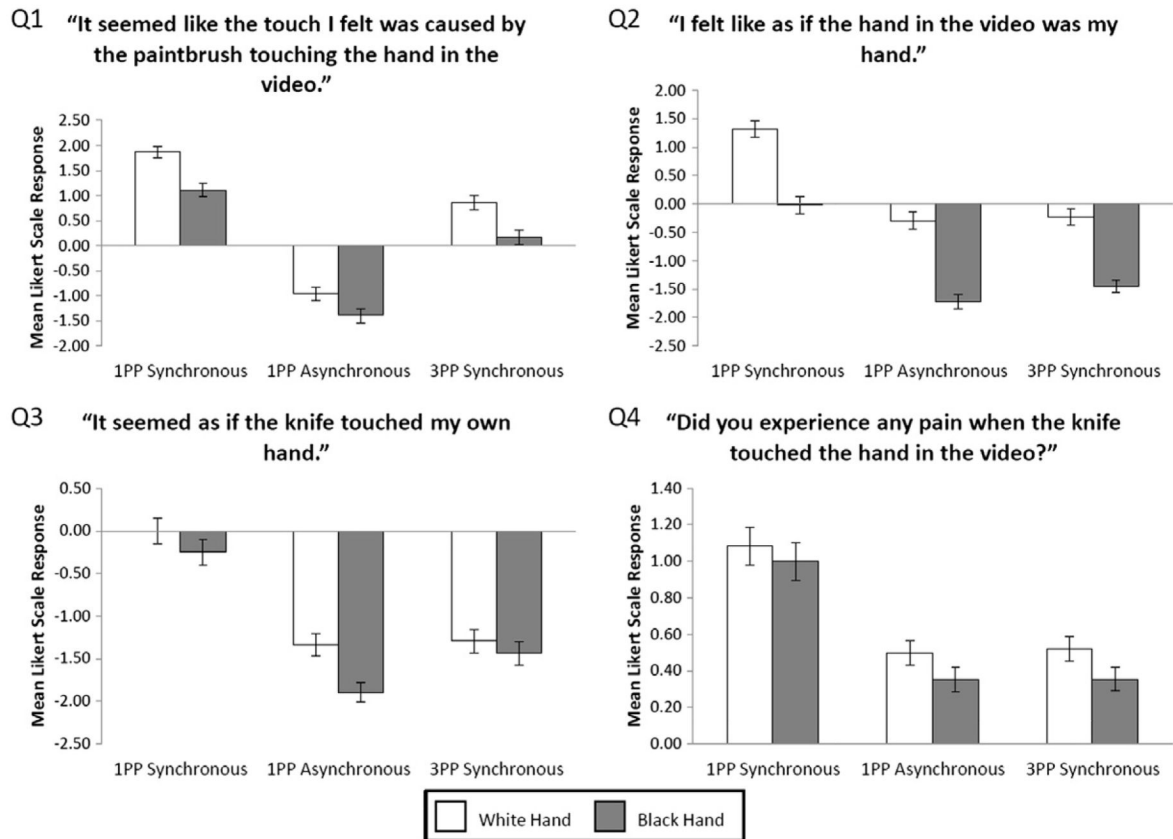 Q1 “It seemed like the touch I felt was caused by
the paintbrush touching the hand in the
video.”
Mean Likert Scale Response
2.50
2.00
1.50
1.00
0.50
0.00
-0.50
-1.00
-1.50
-2.00
1PP Synchronous 1PP Asynchronous 3PP Synchronous
Q2 “I felt like as if the hand in the video was my
hand.”
Mean Likert Scale Response
2.00
1.50
1.00
0.50
0.00
-0.50
-1.00
-1.50
-2.00
-2.50
1PP Synchronous 1PP Asynchronous 3PP Synchronous
Q3 “It seemed as if the knife touched my own
hand.”
Mean Likert Scale Response
0.50
0.00
-0.50
-1.00
-1.50
-2.00
-2.50
1PP Synchronous 1PP Asynchronous 3PP Synchronous
Q4 “Did you experience any pain when the knife
touched the hand in the video?”
Mean Likert Scale Response
1.40
1.20
1.00
0.80
0.60
0.40
0.20
0.00
1PP Synchronous 1PP Asynchronous 3PP Synchronous
White Hand Black Hand